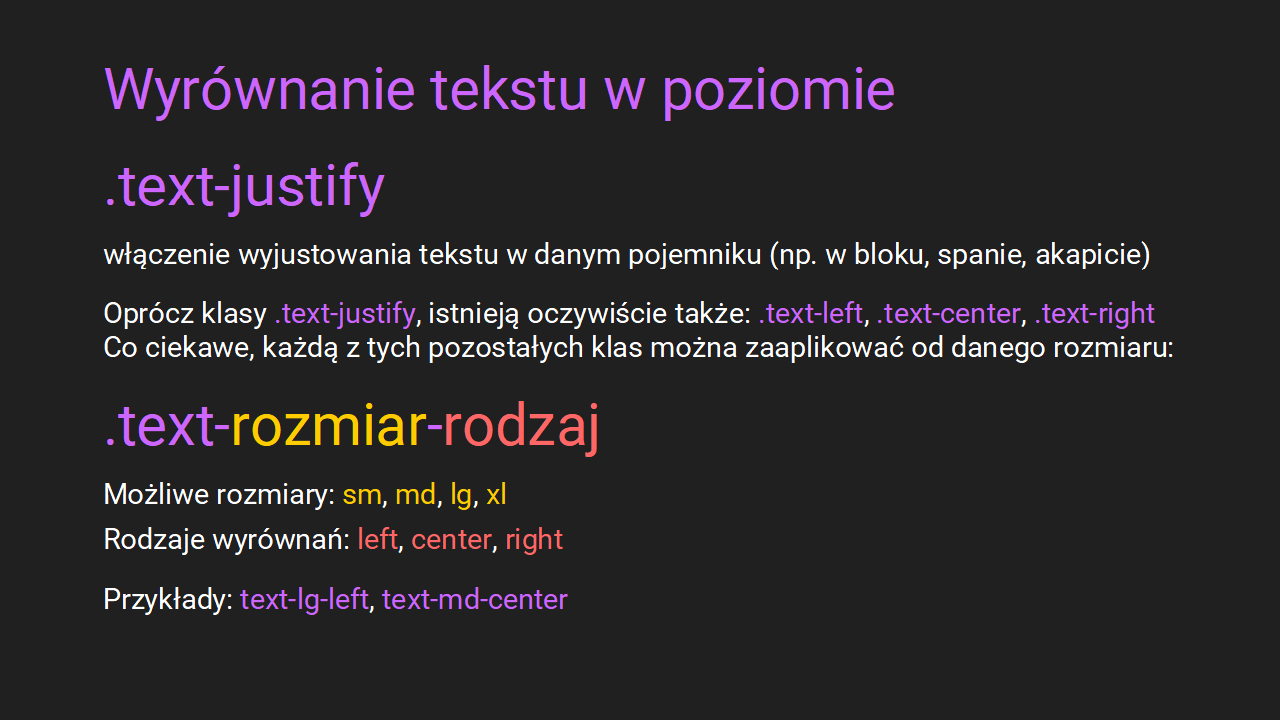 Wyrównanie tekstu w poziomie
.text-justify
włączenie wyjustowania tekstu w danym pojemniku (np. w bloku, spanie, akapicie)
Oprócz klasy .text-justify, istnieją oczywiście także: .text-left, .text-center, .text-right
Co ciekawe, każdą z tych pozostałych klas można zaaplikować od danego rozmiaru:
.text-rozmiar-rodzaj
Możliwe rozmiary: sm, md, lg, xl
Rodzaje wyrównań: left, center, right
Przykłady: text-lg-left, text-md-center